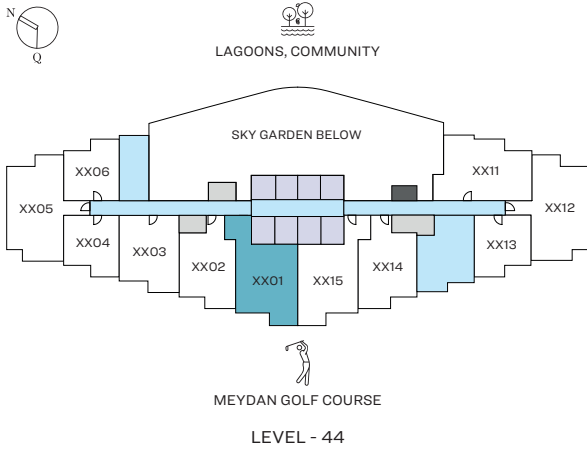 N
Q
LAGOONS, COMMUNITY
SKY GARDEN BELOW
XX06
XX11
XX05
XX12
XX04
XX03
XX13
XX02
XX14
XX01
XX15
MEYDAN GOLF COURSE
LEVEL - 44